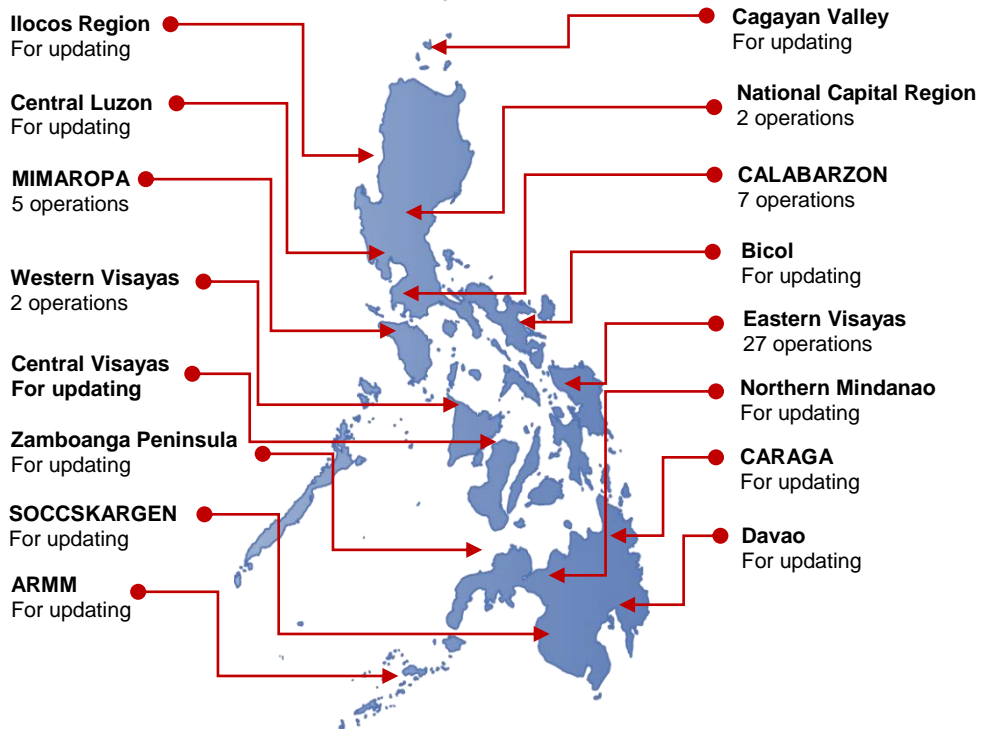 Ilocos Region
For updating
Central Luzon
For updating
MIMAROPA
5 operations
Western Visayas
2 operations
Central Visayas
For updating
Zamboanga Peninsula
For updating
SOCCSKARGEN
For updating
ARMM
For updating
Cagayan Valley
For updating
National Capital Region
2 operations
CALABARZON
7 operations
Bicol
For updating
Eastern Visayas
27 operations
Northern Mindanao
For updating
CARAGA
For updating
Davao
For updating